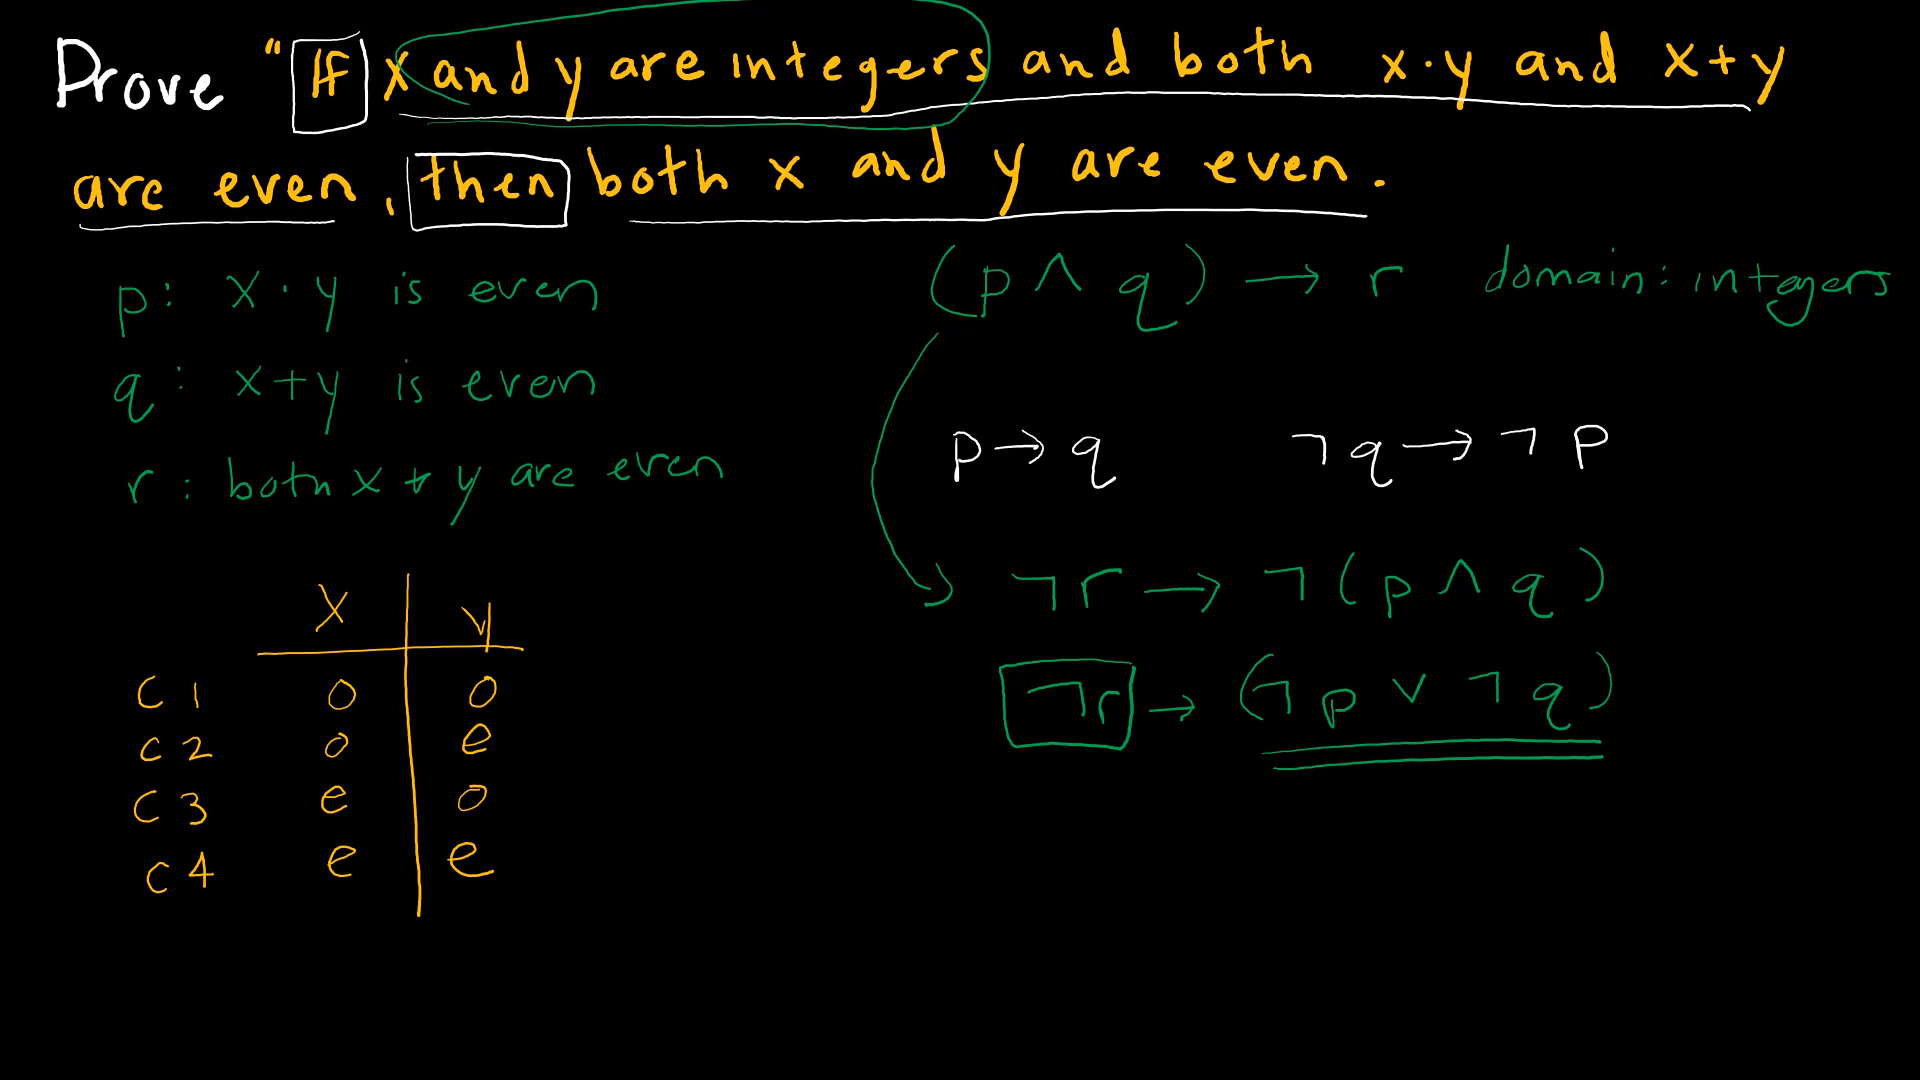 Prove "If x and y are integers and both x·y and x+y
are even, then both x and y are even.
p: x·y is even
(p ∧ q) → r domain: integers
q: x+y is even
p → q ¬q → ¬p
r: both x + y are even
¬r → ¬(p ∧ q)
¬r → (¬p ∨ ¬q)
x y
C1 o o
C2 o e
C3 e o
C4 e e